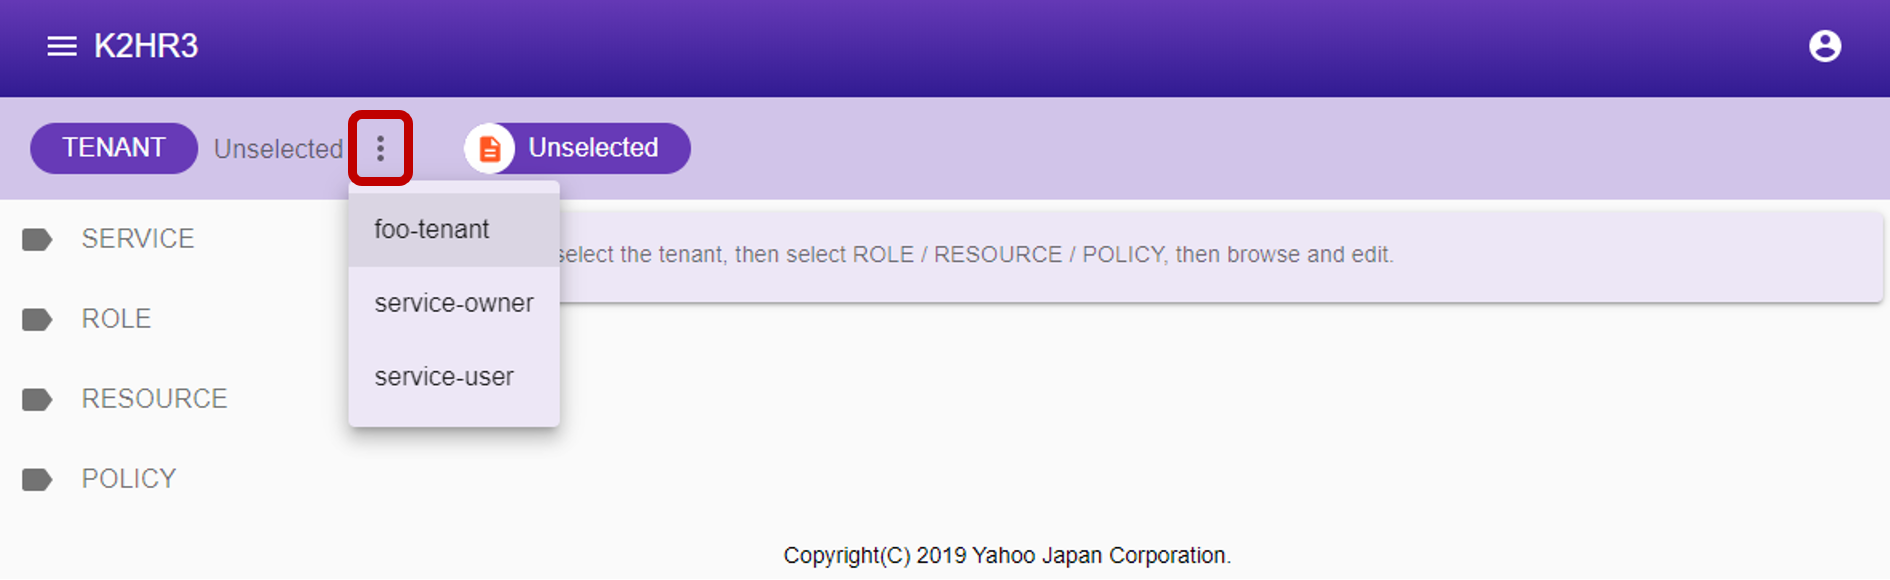 K2HR3
TENANT Unselected Unselected
SERVICE
ROLE
RESOURCE
POLICY
foo-tenant
service-owner
service-user
select the tenant, then select ROLE / RESOURCE / POLICY, then browse and edit.
Copyright(C) 2019 Yahoo Japan Corporation.